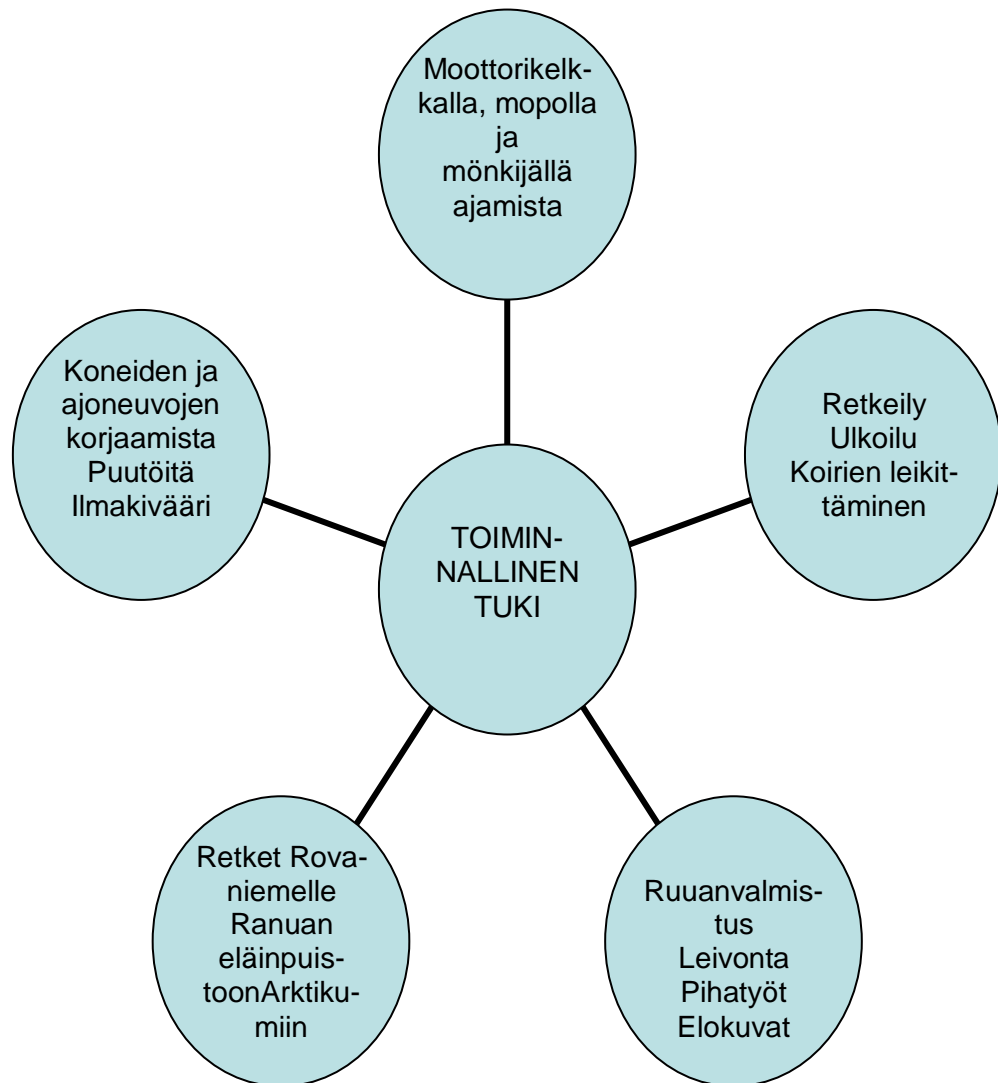 Moottorikelk-
kalla, mopolla
ja
mönkijällä
ajamista
Koneiden ja
ajoneuvojen
korjaamista
Puutöitä
Ilmakivääri
Retkeily
Ulkoilu
Koirien leikit-
täminen
TOIMIN-
NALLINEN
TUKI
Retket Rova-
niemelle
Ranuan
eläinpuis-
toonArktiku-
miin
Ruuanvalmis-
tus
Leivonta
Pihatyöt
Elokuvat